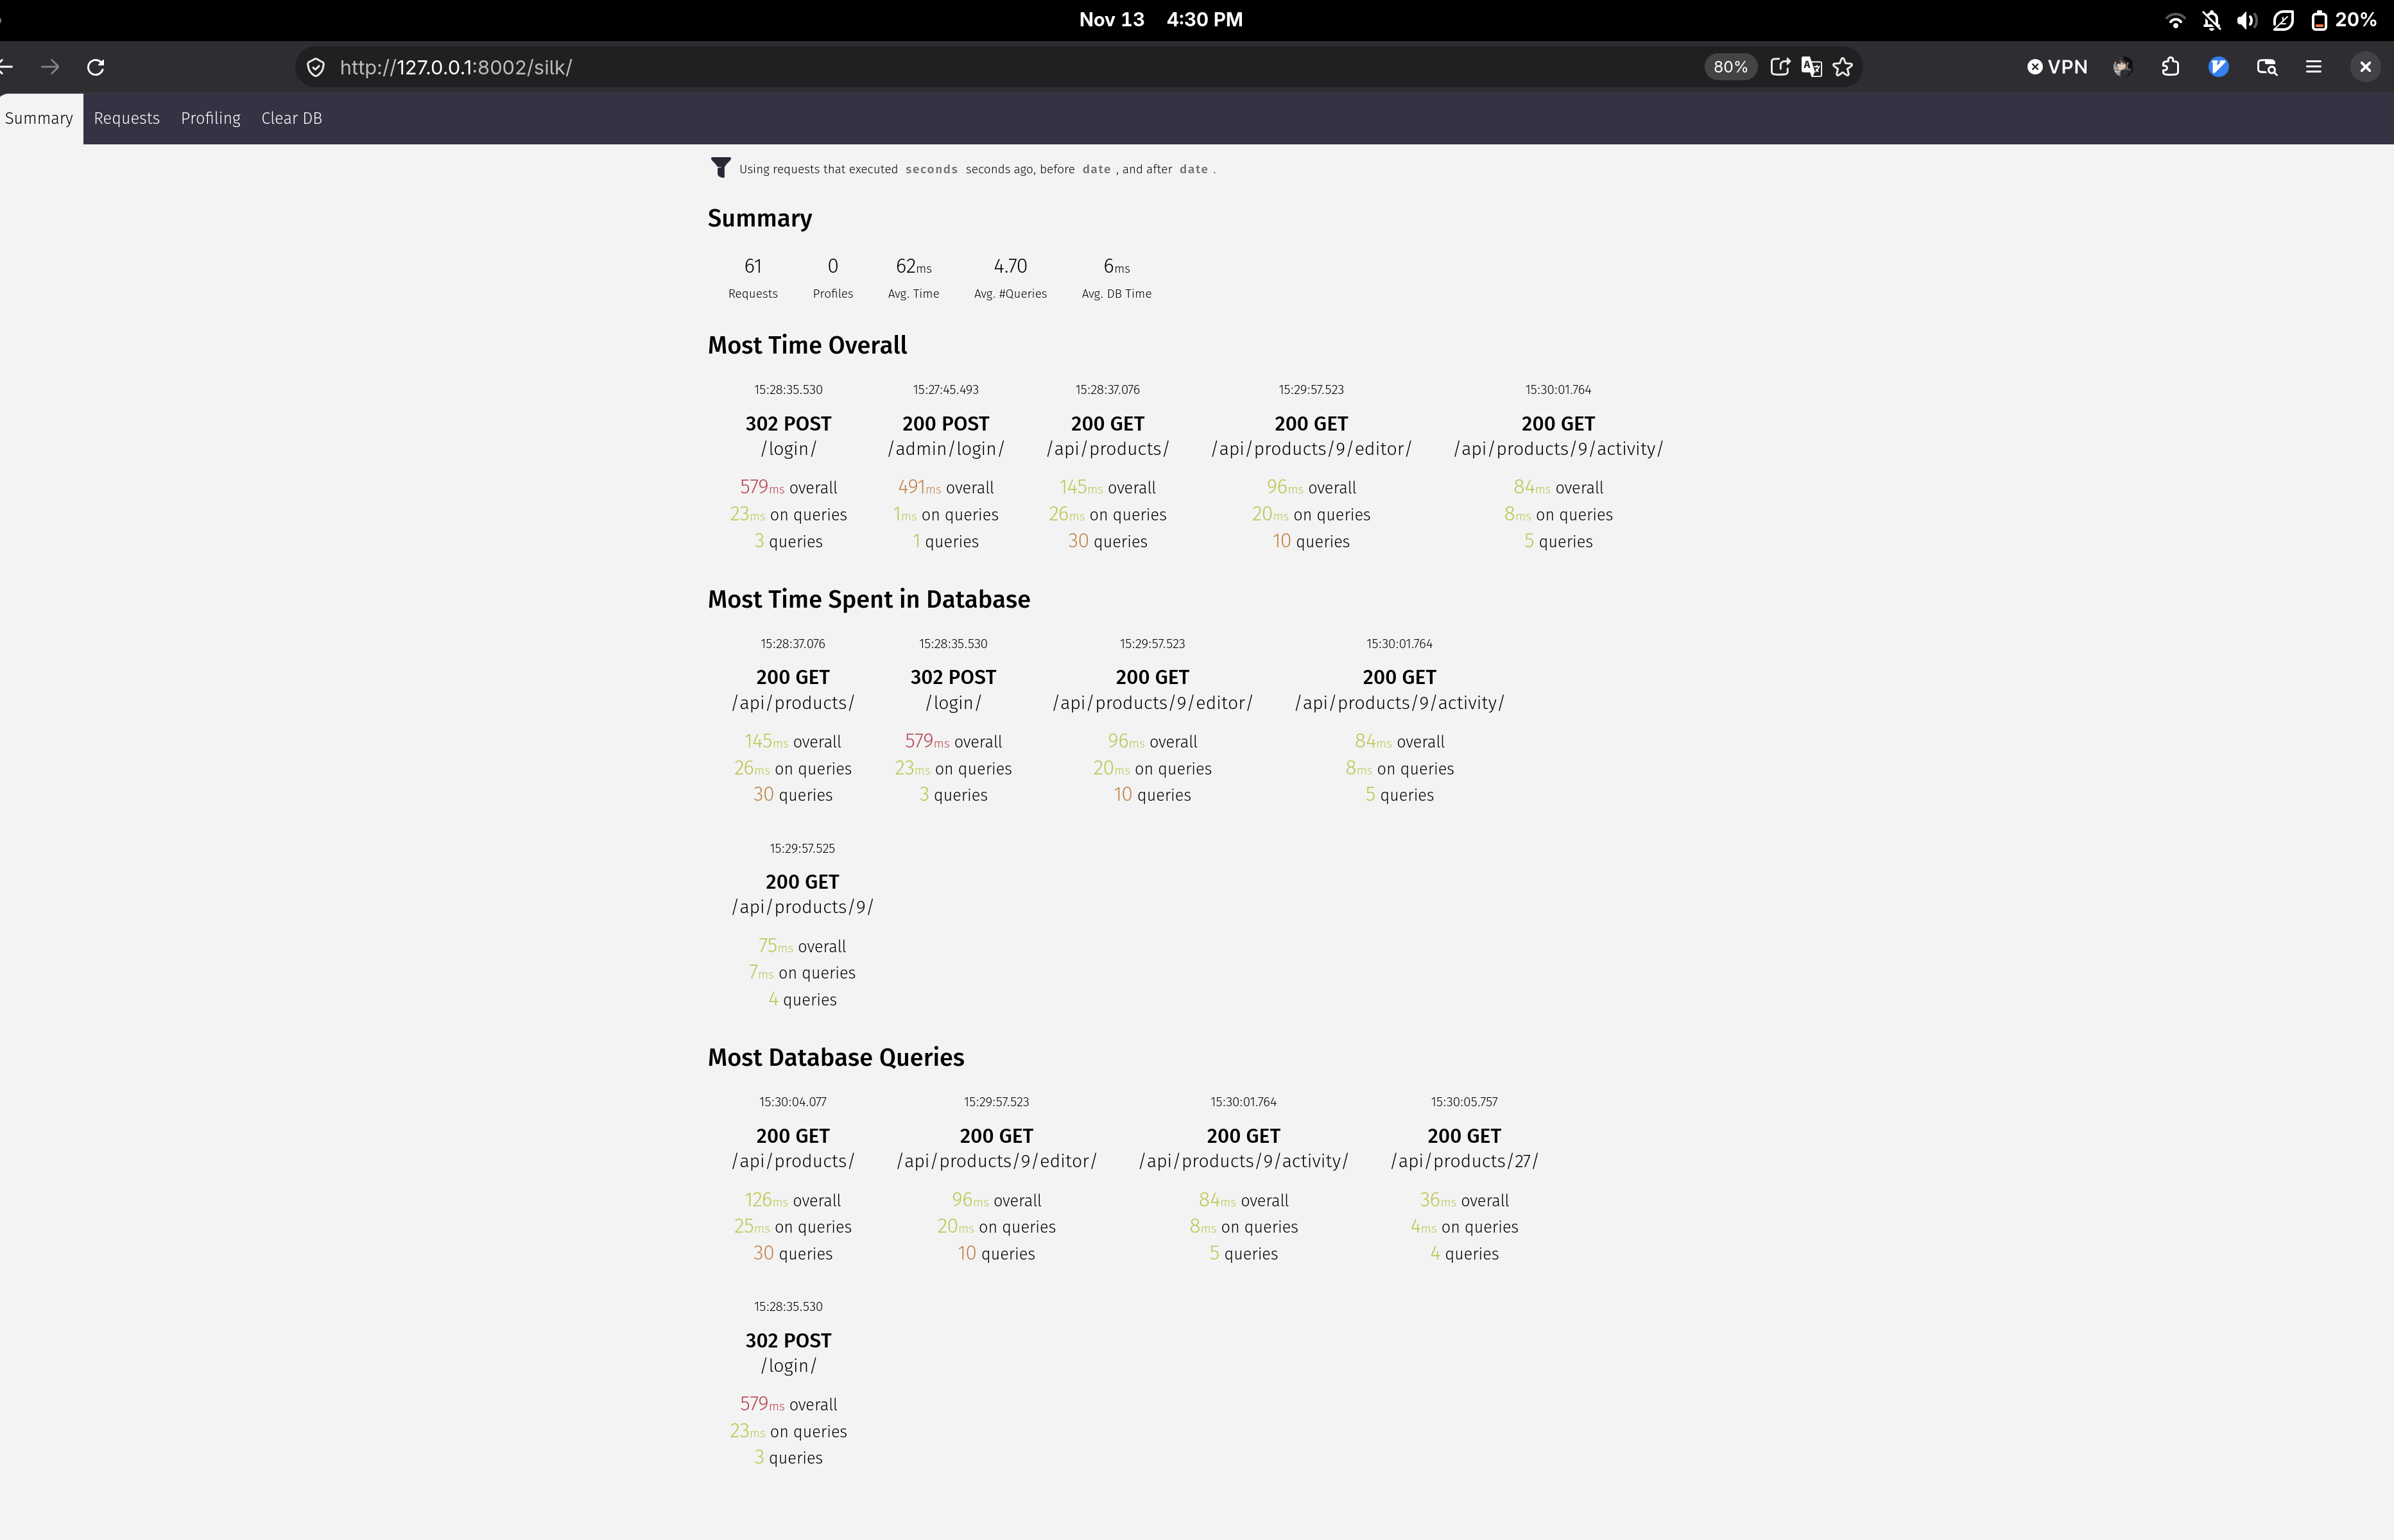 Nov 13 4:30 PM
20%
http://127.0.0.1:8002/silk/
80%
VPN
Summary Requests Profiling Clear DB
Using requests that executed seconds seconds ago, before date , and after date .
Summary
61 0 62ms 4.70 6ms
Requests Profiles Avg. Time Avg. #Queries Avg. DB Time
Most Time Overall
15:28:35.530 15:27:45.493 15:28:37.076 15:29:57.523 15:30:01.764
302 POST 200 POST 200 GET 200 GET 200 GET
/login/ /admin/login/ /api/products/ /api/products/9/editor/ /api/products/9/activity/
579ms overall 491ms overall 145ms overall 96ms overall 84ms overall
23ms on queries 1ms on queries 26ms on queries 20ms on queries 8ms on queries
3 queries 1 queries 30 queries 10 queries 5 queries
Most Time Spent in Database
15:28:37.076 15:28:35.530 15:29:57.523 15:30:01.764
200 GET 302 POST 200 GET 200 GET
/api/products/ /login/ /api/products/9/editor/ /api/products/9/activity/
145ms overall 579ms overall 96ms overall 84ms overall
26ms on queries 23ms on queries 20ms on queries 8ms on queries
30 queries 3 queries 10 queries 5 queries
15:29:57.525
200 GET
/api/products/9/
75ms overall
7ms on queries
4 queries
Most Database Queries
15:30:04.077 15:29:57.523 15:30:01.764 15:30:05.757
200 GET 200 GET 200 GET 200 GET
/api/products/ /api/products/9/editor/ /api/products/9/activity/ /api/products/27/
126ms overall 96ms overall 84ms overall 36ms overall
25ms on queries 20ms on queries 8ms on queries 4ms on queries
30 queries 10 queries 5 queries 4 queries
15:28:35.530
302 POST
/login/
579ms overall
23ms on queries
3 queries